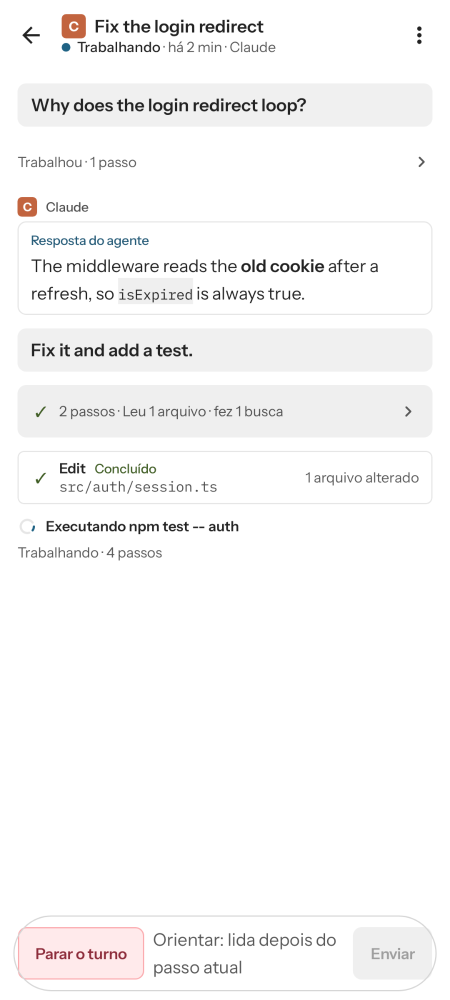 C Fix the login redirect
Trabalhando · há 2 min · Claude
Why does the login redirect loop?
Trabalhou · 1 passo
C Claude
Resposta do agente
The middleware reads the old cookie after a
refresh, so isExpired is always true.
Fix it and add a test.
✓ 2 passos · Leu 1 arquivo · fez 1 busca
✓ Edit Concluído
src/auth/session.ts
1 arquivo alterado
Executando npm test -- auth
Trabalhando · 4 passos
Parar o turno
Orientar: lida depois do
passo atual
Enviar